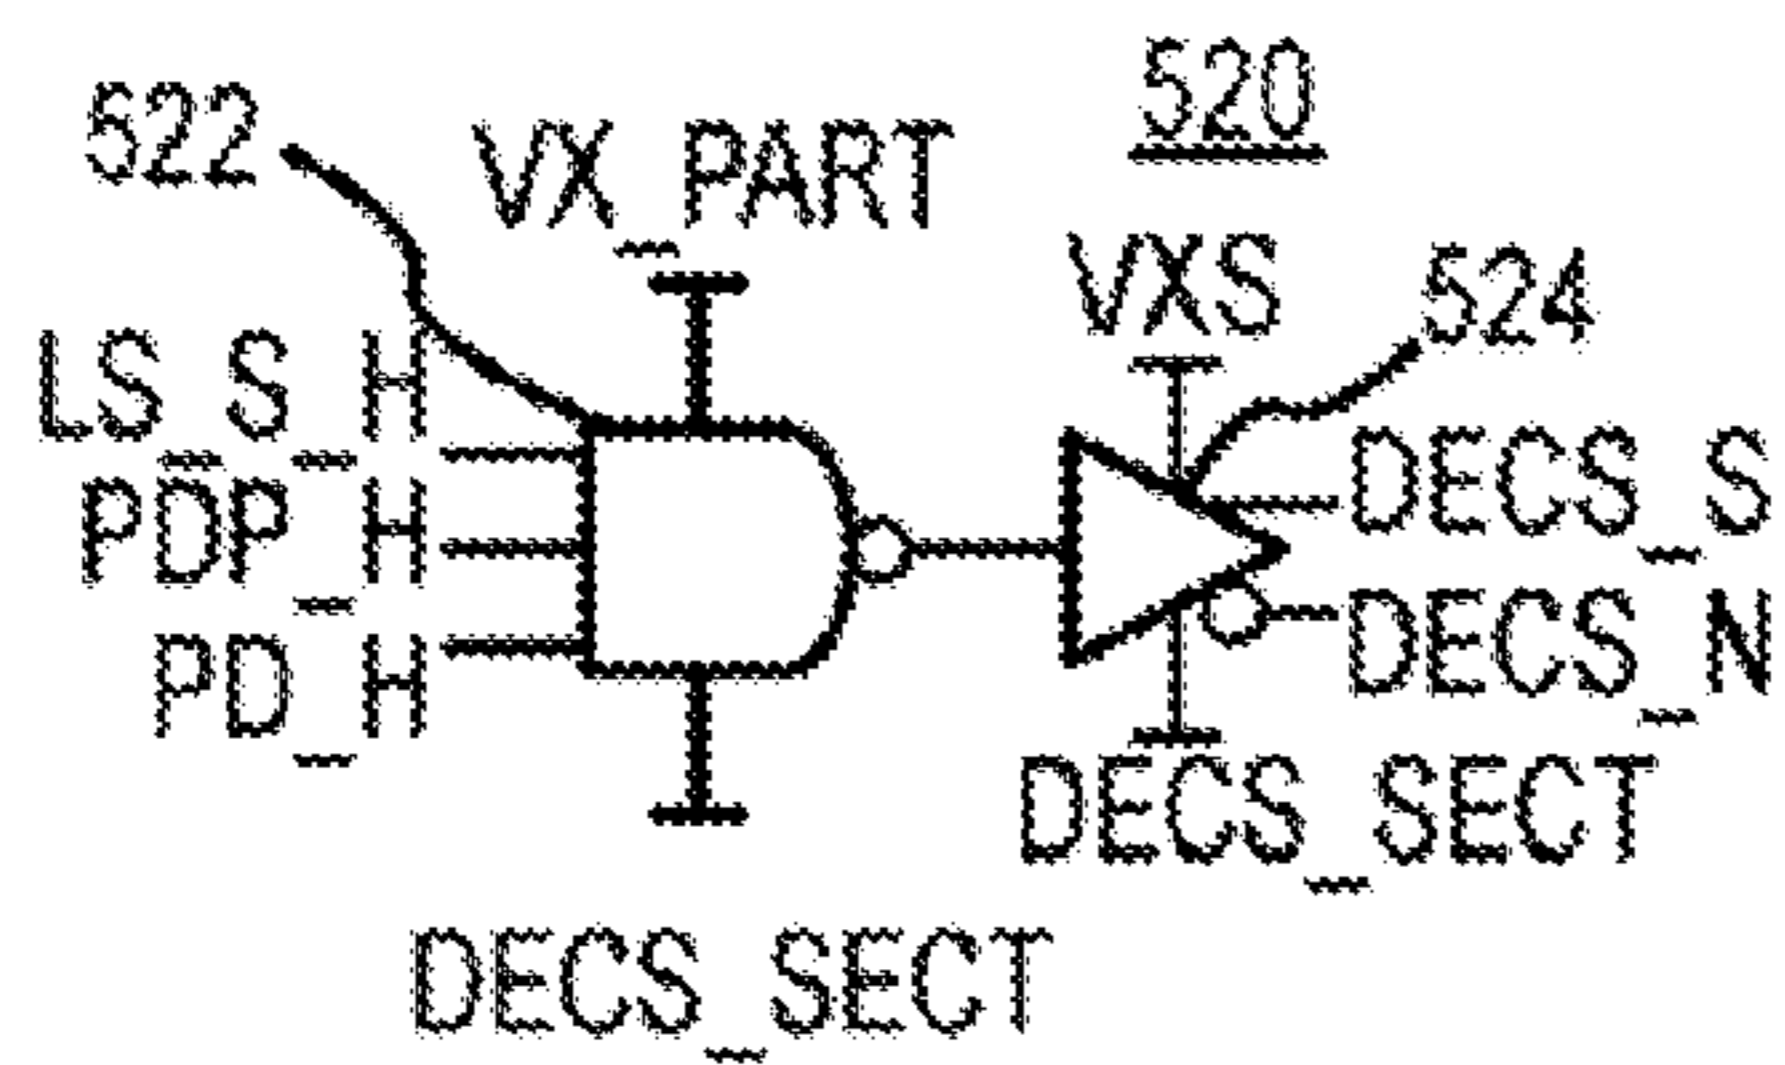 520
522
VX_PART
VXS
524
LS_S_H
PDP_H
PD_H
DECS_S
DECS_N
DECS_SECT
DECS_SECT